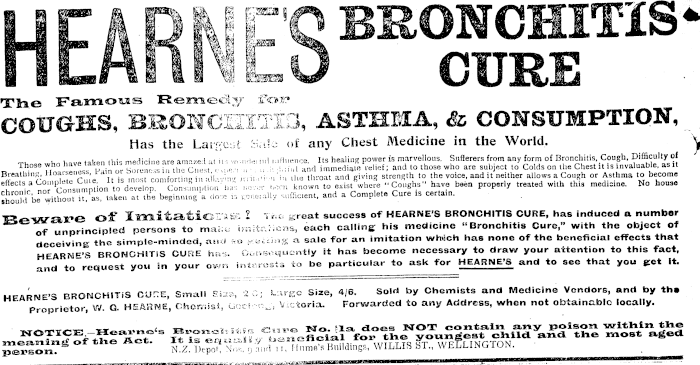 HEARNE'S BRONCHITIS
CURE
The Famous Remedy for
COUGHS, BRONCHITIS, ASTHMA, & CONSUMPTION,
Has the Largest Sale of any Chest Medicine in the World.
Those who have taken this medicine are amazed at its wonderful influence. Its healing power is marvellous. Sufferers from any form of Bronchitis, Cough, Difficulty of
Breathing, Hoarseness, Pain or Soreness in the Chest, experience delightful and immediate relief; and to those who are subject to Colds on the Chest it is invaluable, as it
effects a Complete Cure. It is most comforting in allaying irritation in the throat and giving strength to the voice, and it neither allows a Cough or Asthma to become
chronic, nor Consumption to develop. Consumption has never been known to exist where "Coughs" have been properly treated with this medicine. No house
should be without it, as, taken at the beginning a dose is generally sufficient, and a Complete Cure is certain.
Beware of Imitations! The great success of HEARNE'S BRONCHITIS CURE, has induced a number
of unprincipled persons to make imitations, each calling his medicine "Bronchitis Cure," with the object of
deceiving the simple-minded, and so getting a sale for an imitation which has none of the beneficial effects that
HEARNE'S BRONCHITIS CURE has. Consequently it has become necessary to draw your attention to this fact,
and to request you in your own interests to be particular to ask for HEARNE'S and to see that you get it.
HEARNE'S BRONCHITIS CURE, Small Size, 2/6; Large Size, 4/6. Sold by Chemists and Medicine Vendors, and by the
Proprietor, W. G. HEARNE, Chemist, Geelong, Victoria. Forwarded to any Address, when not obtainable locally.
NOTICE.—Hearne's Bronchitis Cure No. 1a does NOT contain any poison within the
meaning of the Act. It is equally beneficial for the youngest child and the most aged
person. N.Z. Depot, Nos. 9 and 11, Hume's Buildings, WILLIS ST., WELLINGTON.